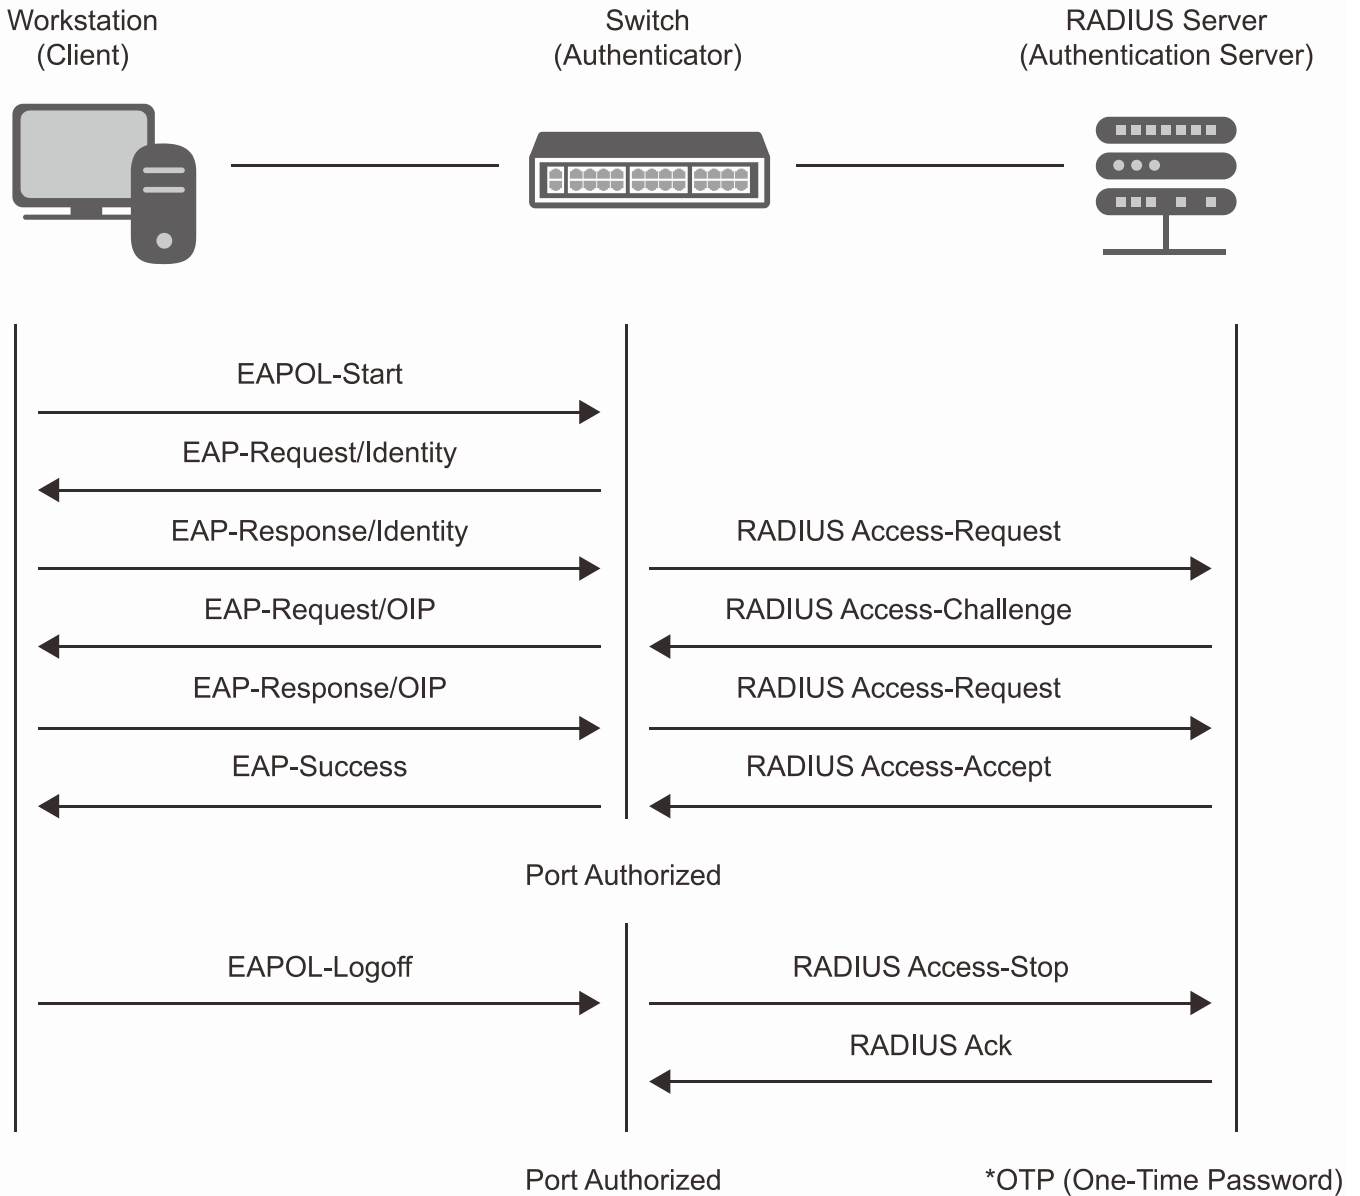 Workstation
(Client)
Switch
(Authenticator)
RADIUS Server
(Authentication Server)
EAPOL-Start
EAP-Request/Identity
EAP-Response/Identity
RADIUS Access-Request
EAP-Request/OIP
RADIUS Access-Challenge
EAP-Response/OIP
RADIUS Access-Request
EAP-Success
RADIUS Access-Accept
Port Authorized
EAPOL-Logoff
RADIUS Access-Stop
RADIUS Ack
Port Authorized
*OTP (One-Time Password)